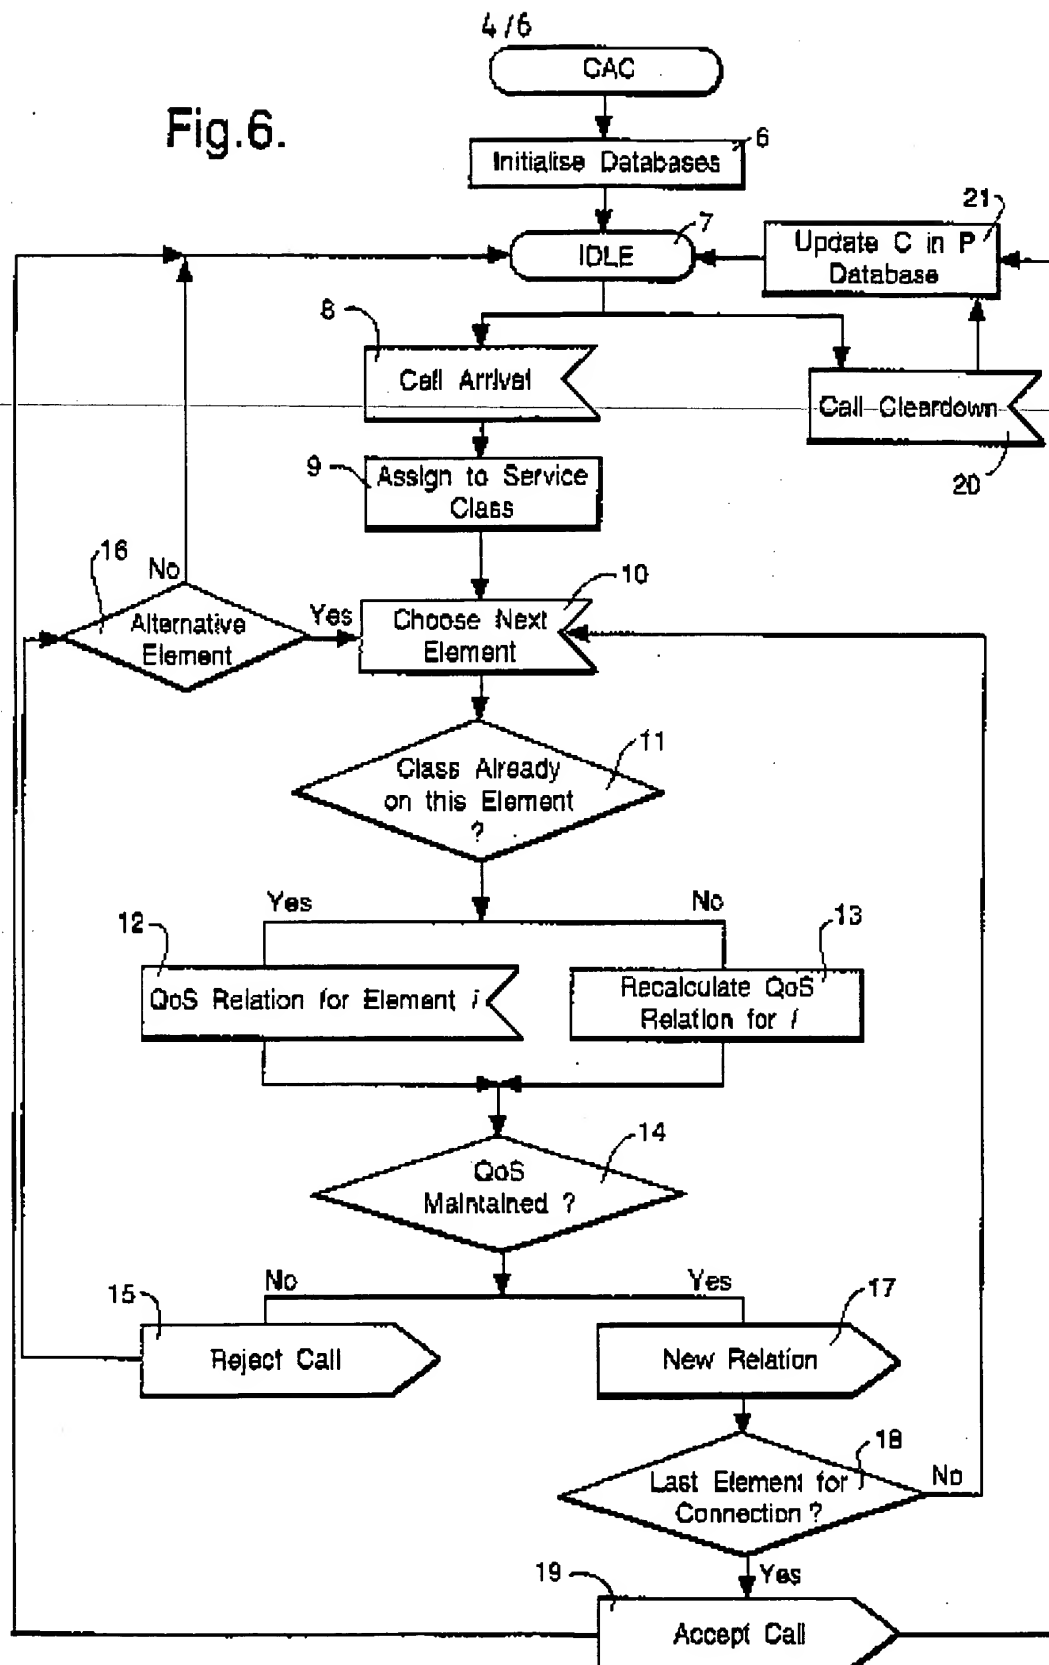 4/6
CAC
Fig.6.
6
Initialise Databases
7
IDLE
21
Update C in P
Database
8
Call Arrival
Call Cleardown
20
9
Assign to Service
Class
16
No
Alternative
Element
Yes
10
Choose Next
Element
11
Class Already
on this Element
?
Yes
No
12
QoS Relation for Element i
13
Recalculate QoS
Relation for i
14
QoS
Maintained ?
No
Yes
15
Reject Call
17
New Relation
18
Last Element for
Connection ?
No
Yes
19
Accept Call